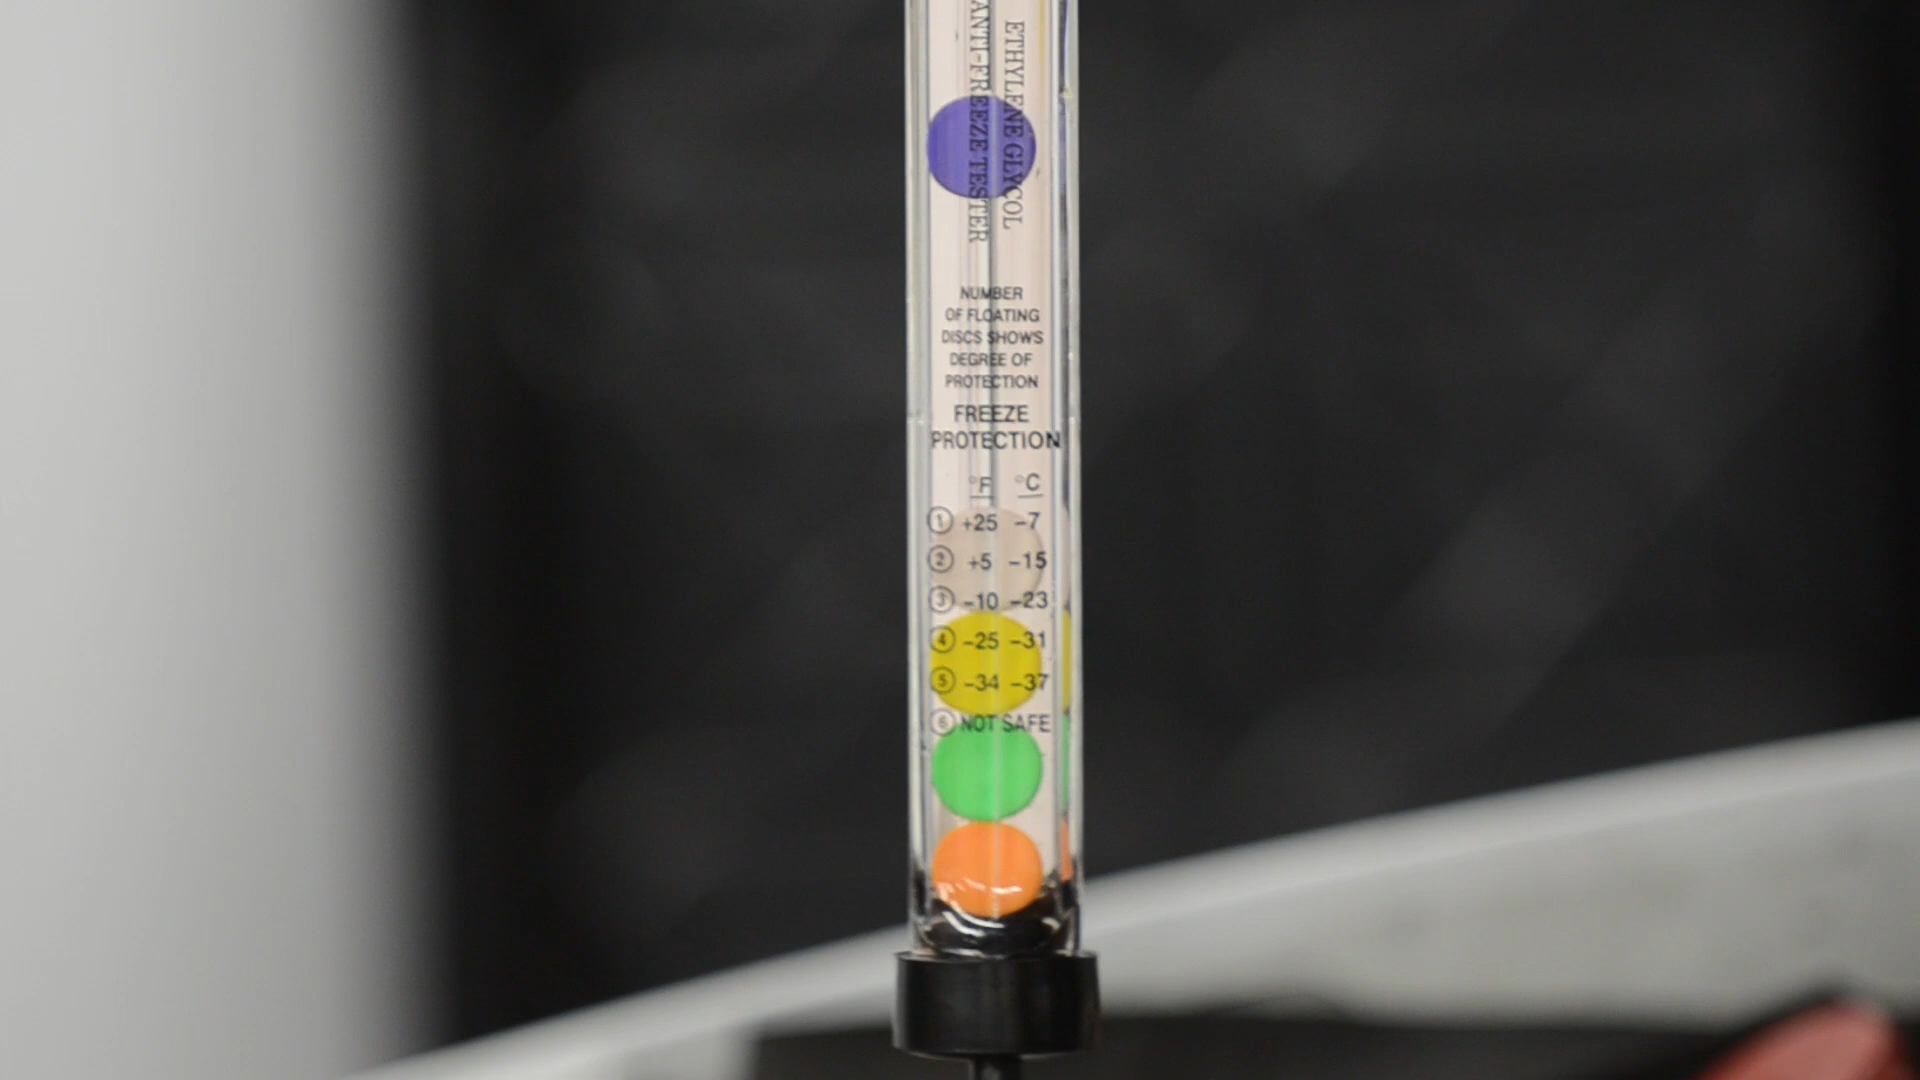 ETHYLENE GLYCOL
ANTI-FREEZE TESTER
NUMBER
OF FLOATING
DISCS SHOWS
DEGREE OF
PROTECTION
FREEZE
PROTECTION
°F °C
1 +25 -7
2 +5 -15
3 -10 -23
4 -25 -31
5 -34 -37
6 NOT SAFE